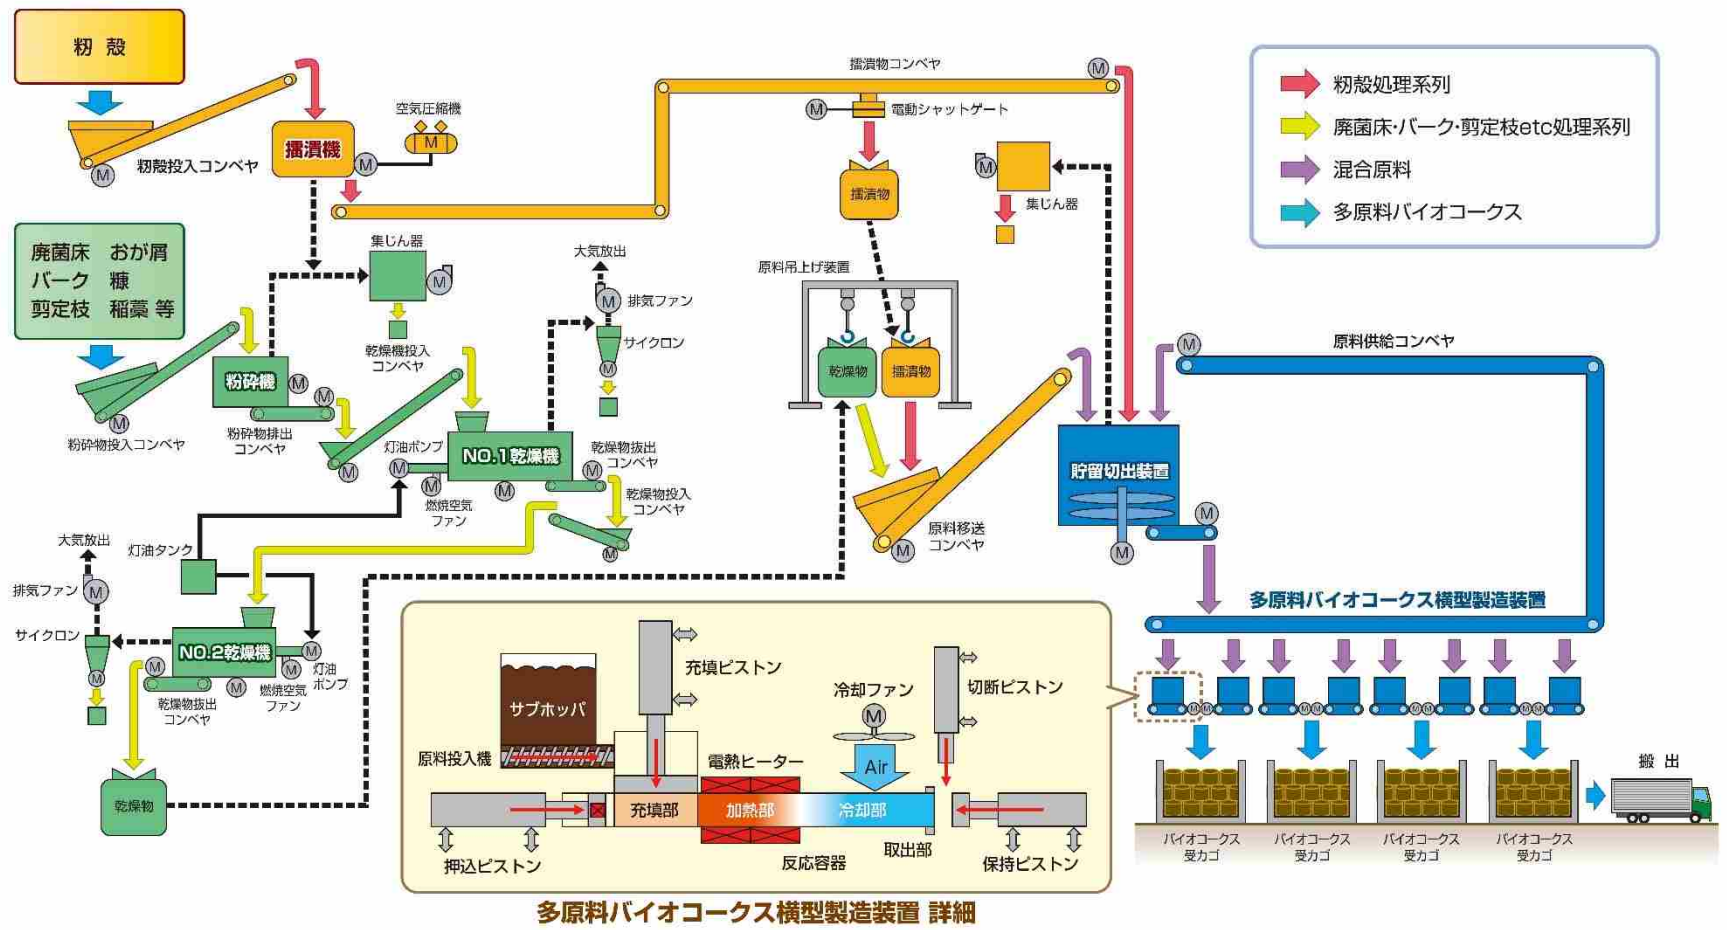 籾 殻
籾殻投入コンベヤ
M
擂潰機
M
空気圧縮機
M
擂潰物コンベヤ
M
電動シャットゲート
M
擂潰物
集じん器
M
籾殻処理系列
廃菌床・バーク・剪定枝etc処理系列
混合原料
多原料バイオコークス
廃菌床 おが屑
バーク 糠
剪定枝 稲藁 等
粉砕物投入コンベヤ
M
粉砕機
M
M
粉砕物排出
コンベヤ
集じん器
M
乾燥機投入
コンベヤ
M
大気放出
M
排気ファン
サイクロン
M
灯油ポンプ
M
NO.1乾燥機
M
燃焼空気
ファン
M
乾燥物抜出
コンベヤ
M
乾燥物投入
コンベヤ
M
原料吊上げ装置
乾燥物
擂潰物
原料移送
コンベヤ
M
原料供給コンベヤ
M
貯留切出装置
M
M
大気放出
排気ファン
M
サイクロン
M
灯油タンク
NO.2乾燥機
M
灯油
ポンプ
M
燃焼空気
ファン
M
M
乾燥物抜出
コンベヤ
乾燥物
多原料バイオコークス横型製造装置
M M
M M
M M
M M
バイオコークス
受カゴ
バイオコークス
受カゴ
バイオコークス
受カゴ
バイオコークス
受カゴ
搬 出
サブホッパ
原料投入機
充填ピストン
冷却ファン
M
Air
切断ピストン
電熱ヒーター
充填部
加熱部
冷却部
押込ピストン
反応容器
取出部
保持ピストン
多原料バイオコークス横型製造装置 詳細